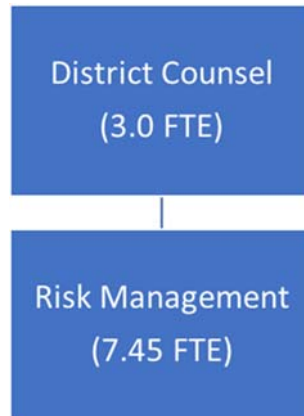 District Counsel
(3.0 FTE)
Risk Management
(7.45 FTE)